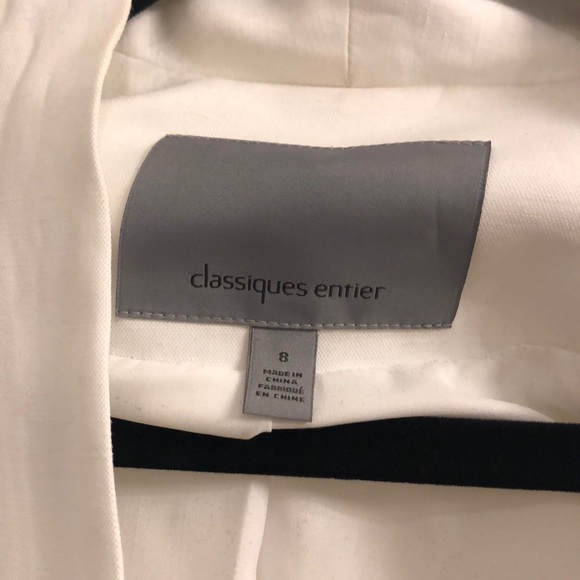 classiques entier
8
MADE IN
CHINA
FABRIQUÉ
EN CHINE